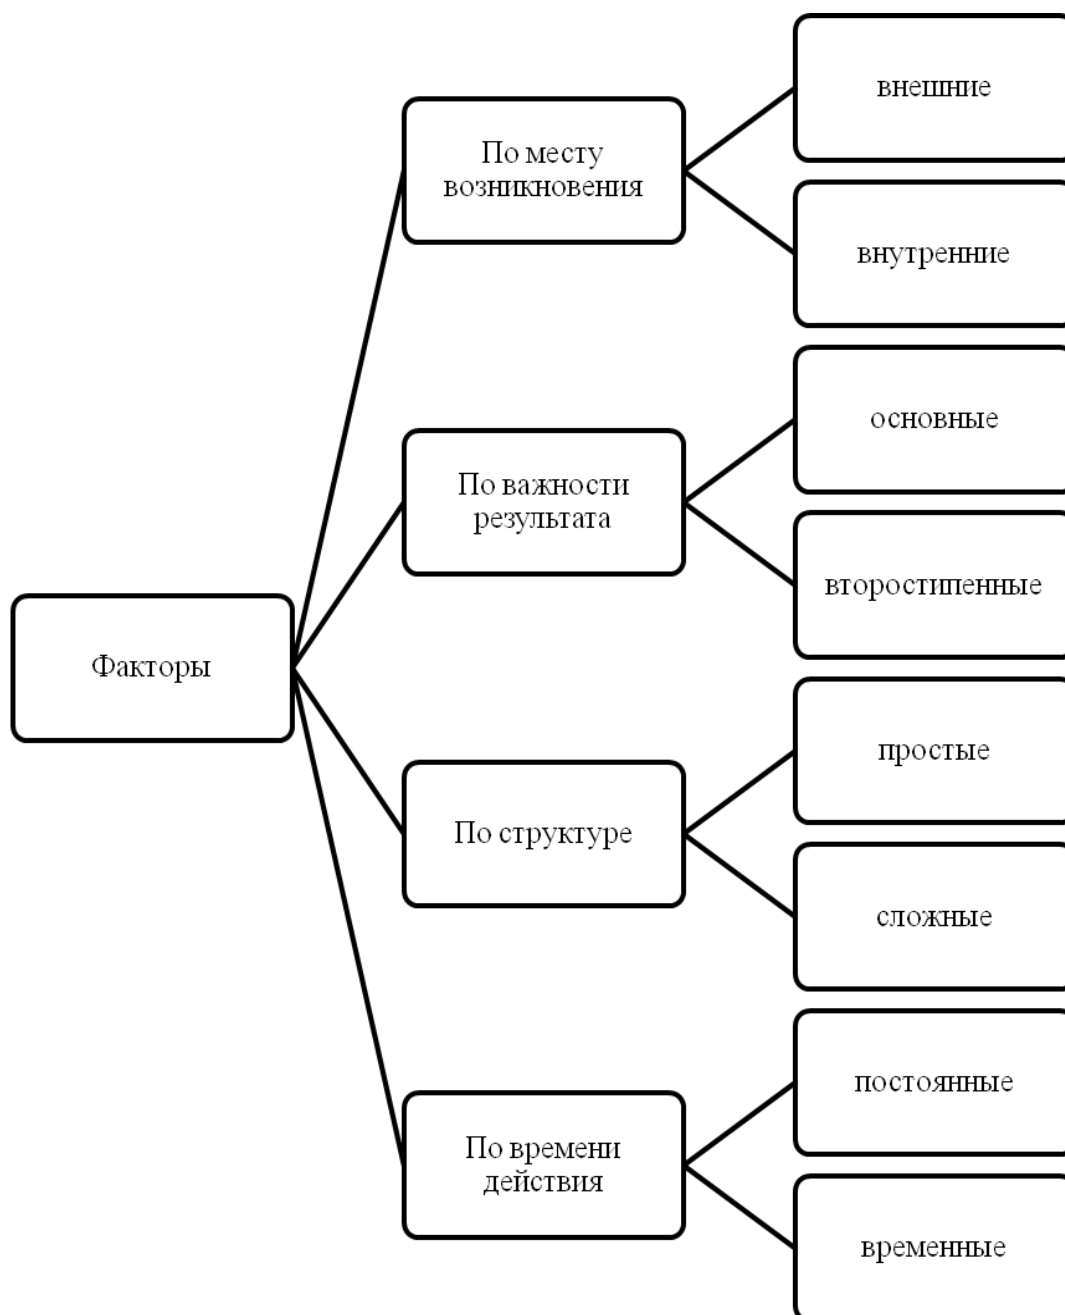 внешние
По месту
возникновения
внутренние
основные
По важности
результата
второстипенные
Факторы
простые
По структуре
сложные
постоянные
По времени
действия
временные